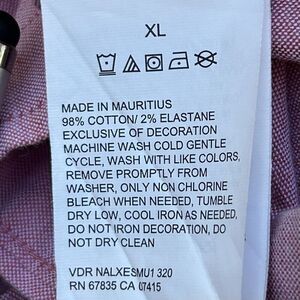 XL
MADE IN MAURITIUS
98% COTTON/ 2% ELASTANE
EXCLUSIVE OF DECORATION
MACHINE WASH COLD GENTLE
CYCLE, WASH WITH LIKE COLORS,
REMOVE PROMPTLY FROM
WASHER, ONLY NON CHLORINE
BLEACH WHEN NEEDED, TUMBLE
DRY LOW, COOL IRON AS NEEDED,
DO NOT IRON DECORATION, DO
NOT DRY CLEAN
VDR NALXESMU1 320
RN 67835 CA 07415